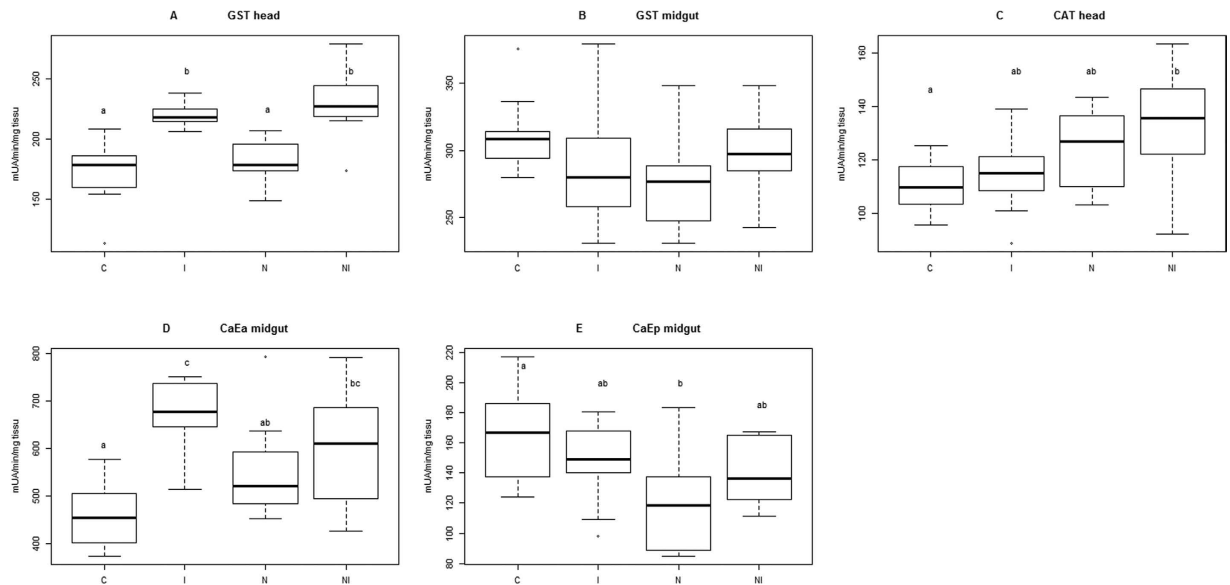 A GST head
250
200
150
mUA/min/mg tissu
a
b
a
b
C I N NI
B GST midgut
350
300
250
mUA/min/mg tissu
C I N NI
C CAT head
160
140
120
100
mUA/min/mg tissu
a
ab
ab
b
C I N NI
D CaEa midgut
800
700
600
500
400
mUA/min/mg tissu
a
c
ab
bc
C I N NI
E CaEp midgut
220
200
180
160
140
120
100
80
mUA/min/mg tissu
a
ab
b
ab
C I N NI